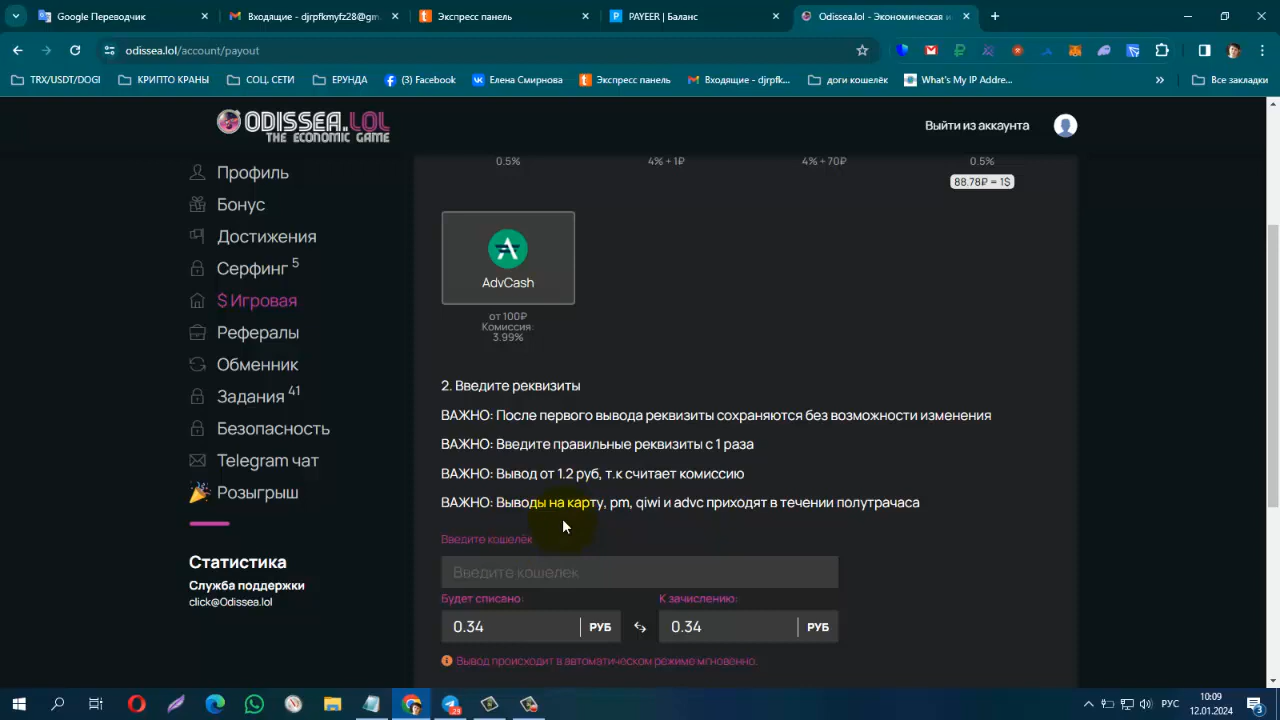 Google Переводчик
Входящие - djrpfkmyfz28@gm
Экспресс панель
PAYEER | Баланс
Odissea.lol - Экономическая и
odissea.lol/account/payout
TRX/USDT/DOGI
КРИПТО КРАНЫ
СОЦ. СЕТИ
ЕРУНДА
(3) Facebook
Елена Смирнова
Экспресс панель
Входящие - djrpfkmy...
доги кошелёк
What's My IP Addre...
Все закладки
ODISSEA.LOL
THE ECONOMIC GAME
Выйти из аккаунта
Профиль
Бонус
Достижения
Серфинг 5
$ Игровая
Рефералы
Обменник
Задания 41
Безопасность
Telegram чат
Розыгрыш
Статистика
Служба поддержки
click@Odissea.lol
0.5%
4% + 1₽
4% + 70₽
0.5%
88.78₽ = 1$
AdvCash
от 100₽
Комиссия:
3.99%
2. Введите реквизиты
ВАЖНО: После первого вывода реквизиты сохраняются без возможности изменения
ВАЖНО: Введите правильные реквизиты с 1 раза
ВАЖНО: Вывод от 1.2 руб, т.к считает комиссию
ВАЖНО: Выводы на карту, pm, qiwi и advc приходят в течении полутрачаса
Введите кошелёк
Введите кошелек
Будет списано:
К зачислению:
0.34 РУБ
0.34 РУБ
Вывод происходит в автоматическом режиме мгновенно.
РУС
10:09
12.01.2024